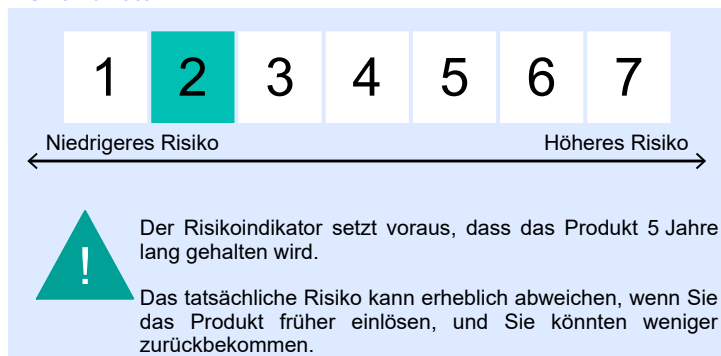 1 2 3 4 5 6 7
Niedrigeres Risiko Höheres Risiko
Der Risikoindikator setzt voraus, dass das Produkt 5 Jahre
lang gehalten wird.
!
Das tatsächliche Risiko kann erheblich abweichen, wenn Sie
das Produkt früher einlösen, und Sie könnten weniger
zurückbekommen.